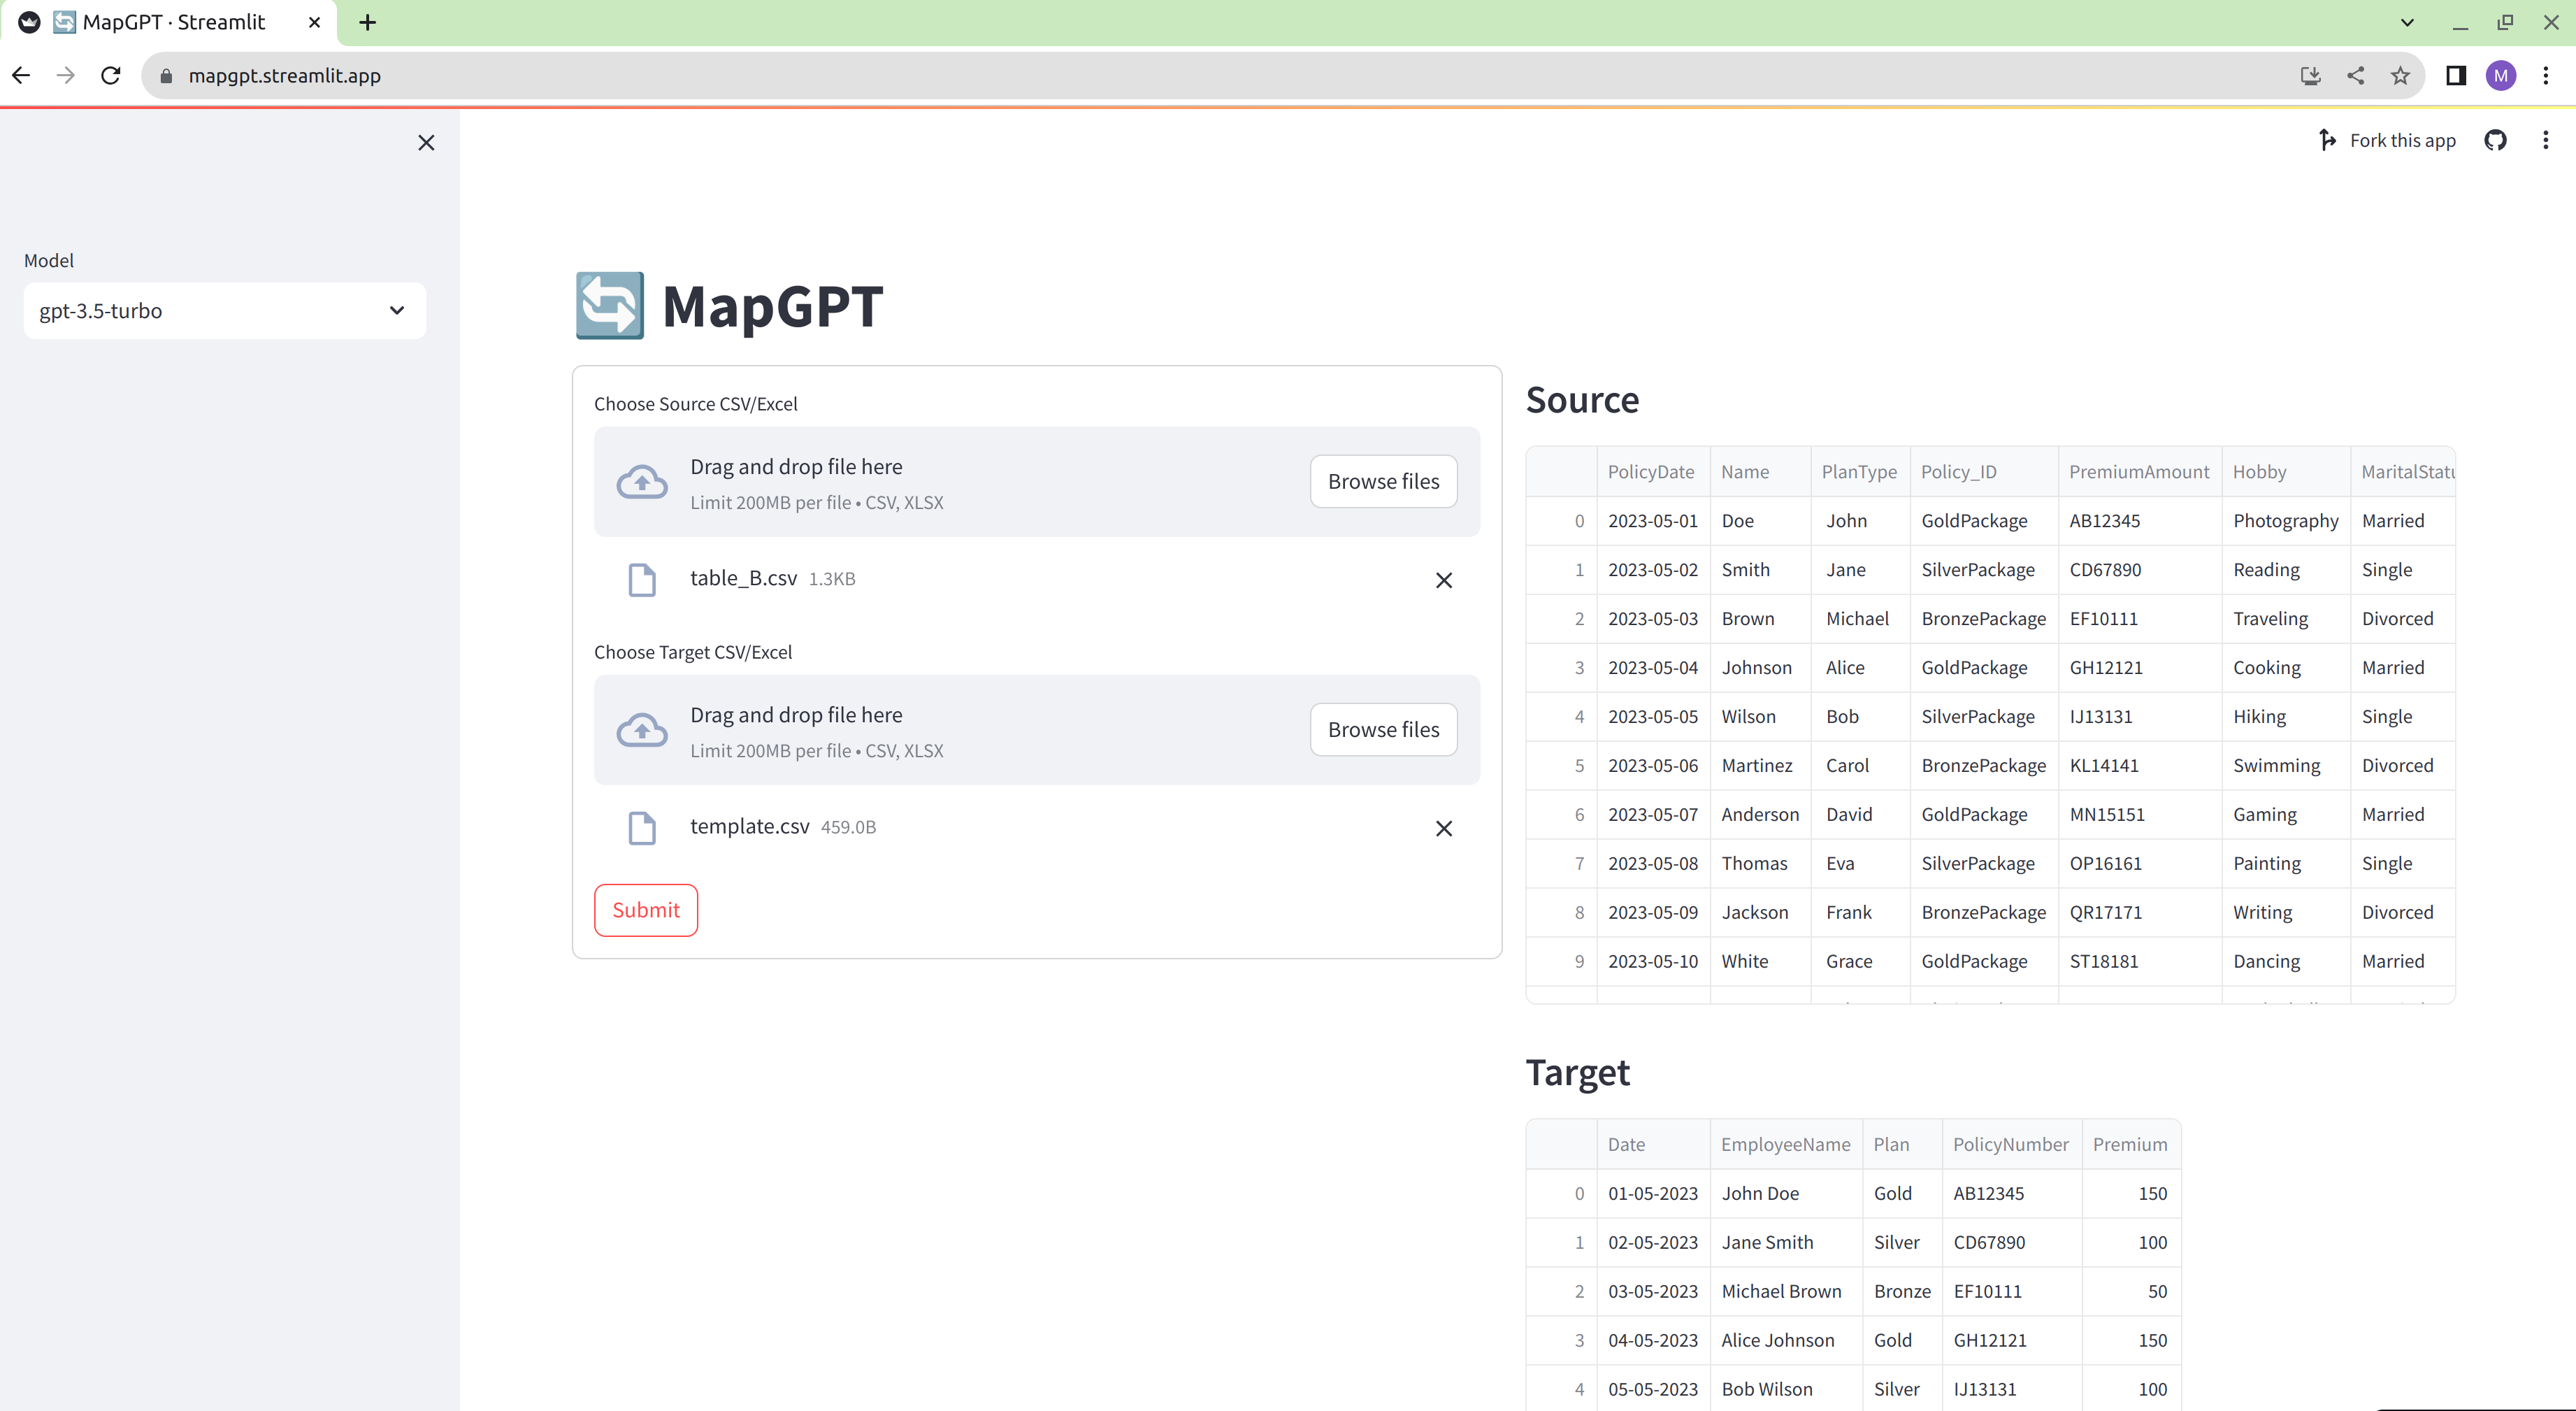 MapGPT · Streamlit
mapgpt.streamlit.app
M
Fork this app
Model
gpt-3.5-turbo
MapGPT
Choose Source CSV/Excel
Drag and drop file here
Limit 200MB per file • CSV, XLSX
Browse files
table_B.csv 1.3KB
Choose Target CSV/Excel
Drag and drop file here
Limit 200MB per file • CSV, XLSX
Browse files
template.csv 459.0B
Submit
Source
PolicyDate Name PlanType Policy_ID PremiumAmount Hobby MaritalStatu
0 2023-05-01 Doe John GoldPackage AB12345 Photography Married
1 2023-05-02 Smith Jane SilverPackage CD67890 Reading Single
2 2023-05-03 Brown Michael BronzePackage EF10111 Traveling Divorced
3 2023-05-04 Johnson Alice GoldPackage GH12121 Cooking Married
4 2023-05-05 Wilson Bob SilverPackage IJ13131 Hiking Single
5 2023-05-06 Martinez Carol BronzePackage KL14141 Swimming Divorced
6 2023-05-07 Anderson David GoldPackage MN15151 Gaming Married
7 2023-05-08 Thomas Eva SilverPackage OP16161 Painting Single
8 2023-05-09 Jackson Frank BronzePackage QR17171 Writing Divorced
9 2023-05-10 White Grace GoldPackage ST18181 Dancing Married
Target
Date EmployeeName Plan PolicyNumber Premium
0 01-05-2023 John Doe Gold AB12345 150
1 02-05-2023 Jane Smith Silver CD67890 100
2 03-05-2023 Michael Brown Bronze EF10111 50
3 04-05-2023 Alice Johnson Gold GH12121 150
4 05-05-2023 Bob Wilson Silver IJ13131 100